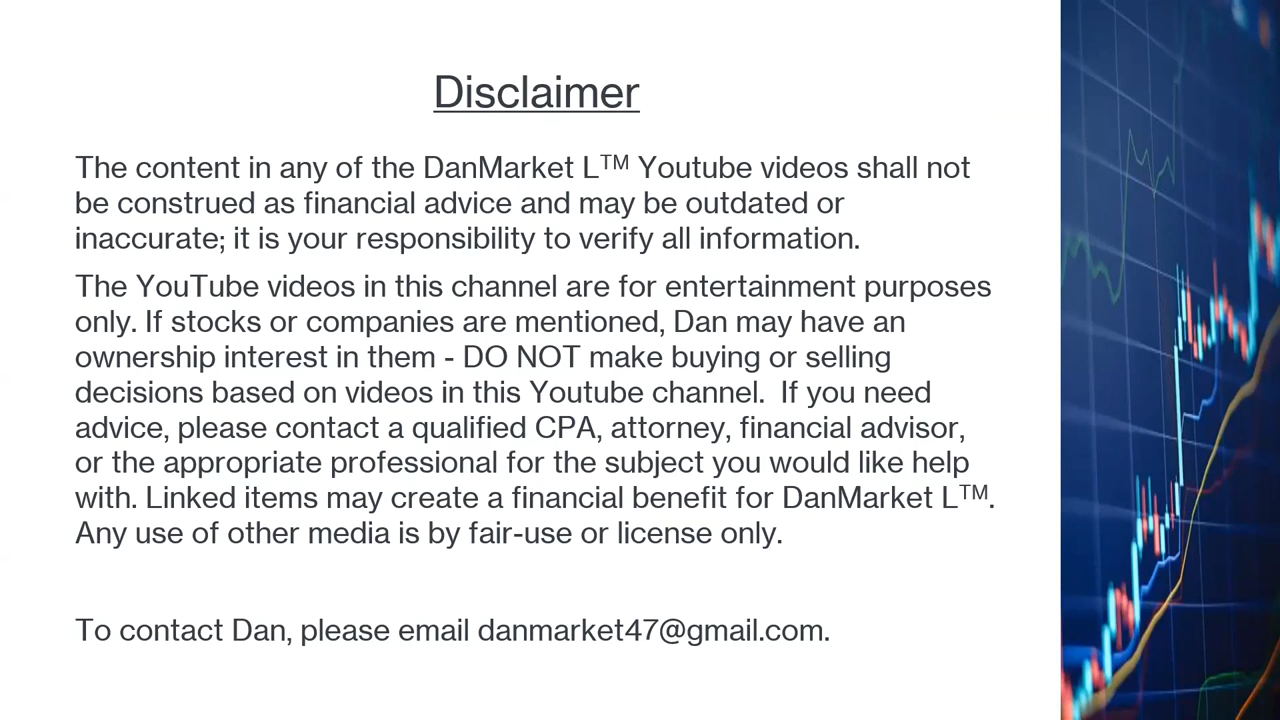 Disclaimer
The content in any of the DanMarket L™ Youtube videos shall not
be construed as financial advice and may be outdated or
inaccurate; it is your responsibility to verify all information.
The YouTube videos in this channel are for entertainment purposes
only. If stocks or companies are mentioned, Dan may have an
ownership interest in them - DO NOT make buying or selling
decisions based on videos in this Youtube channel.  If you need
advice, please contact a qualified CPA, attorney, financial advisor,
or the appropriate professional for the subject you would like help
with. Linked items may create a financial benefit for DanMarket L™.
Any use of other media is by fair-use or license only.
To contact Dan, please email danmarket47@gmail.com.